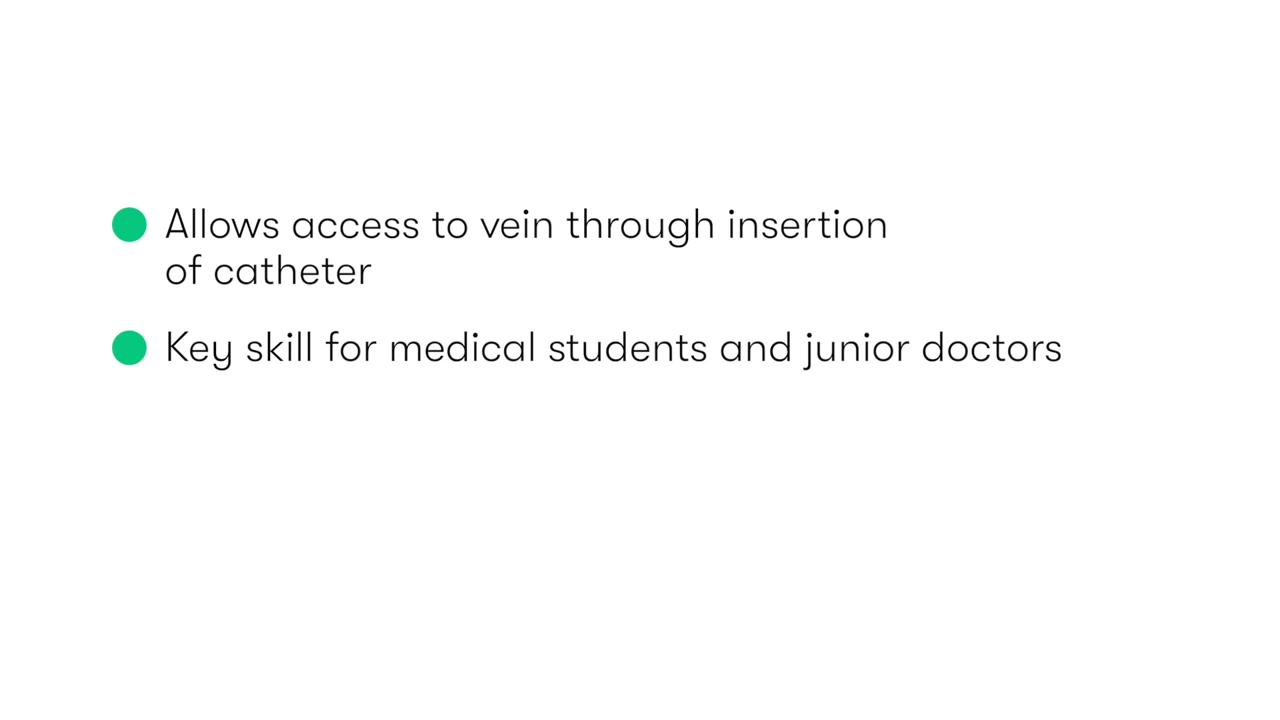 Allows access to vein through insertion
of catheter
Key skill for medical students and junior doctors